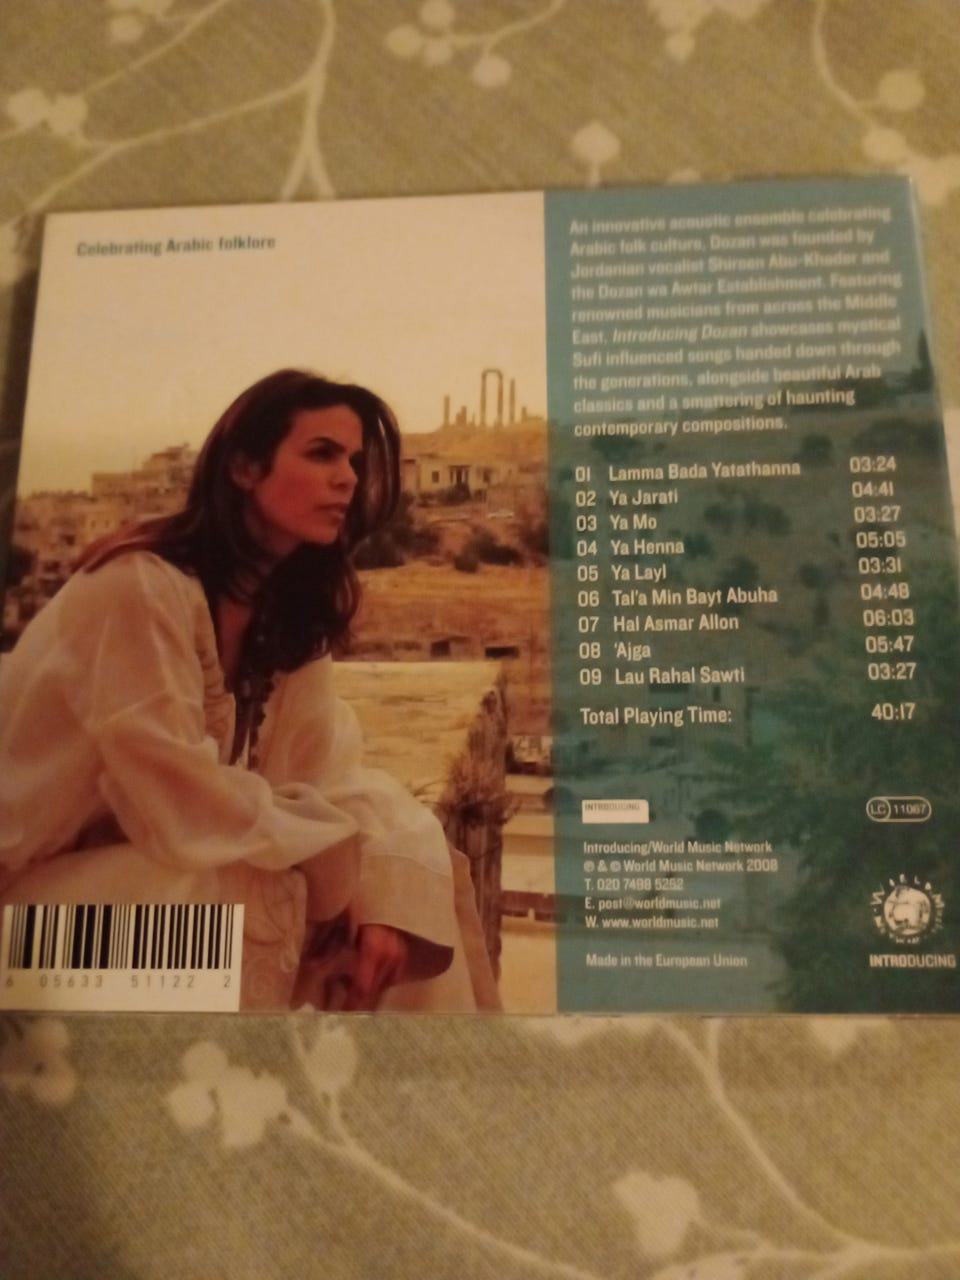 Celebrating Arabic folklore
An innovative acoustic ensemble celebrating
Arabic folk culture, Dozan was founded by
Jordanian vocalist Shireen Abu-Khader and
the Dozan wa Awtar Establishment. Featuring
renowned musicians from across the Middle
East, Introducing Dozan showcases mystical
Sufi influenced songs handed down through
the generations, alongside beautiful Arab
classics and a smattering of haunting
contemporary compositions.
01 Lamma Bada Yatathanna 03:24
02 Ya Jarati 04:41
03 Ya Mo 03:27
04 Ya Henna 05:05
05 Ya Layl 03:31
06 Tal'a Min Bayt Abuha 04:48
07 Hal Asmar Allon 06:03
08 'Ajga 05:47
09 Lau Rahal Sawti 03:27
Total Playing Time: 40:17
INTRODUCING
LC 11067
Introducing/World Music Network
℗ & © World Music Network 2008
T. 020 7498 5252
E. post@worldmusic.net
W. www.worldmusic.net
Made in the European Union
INTRODUCING
6 05633 51122 2